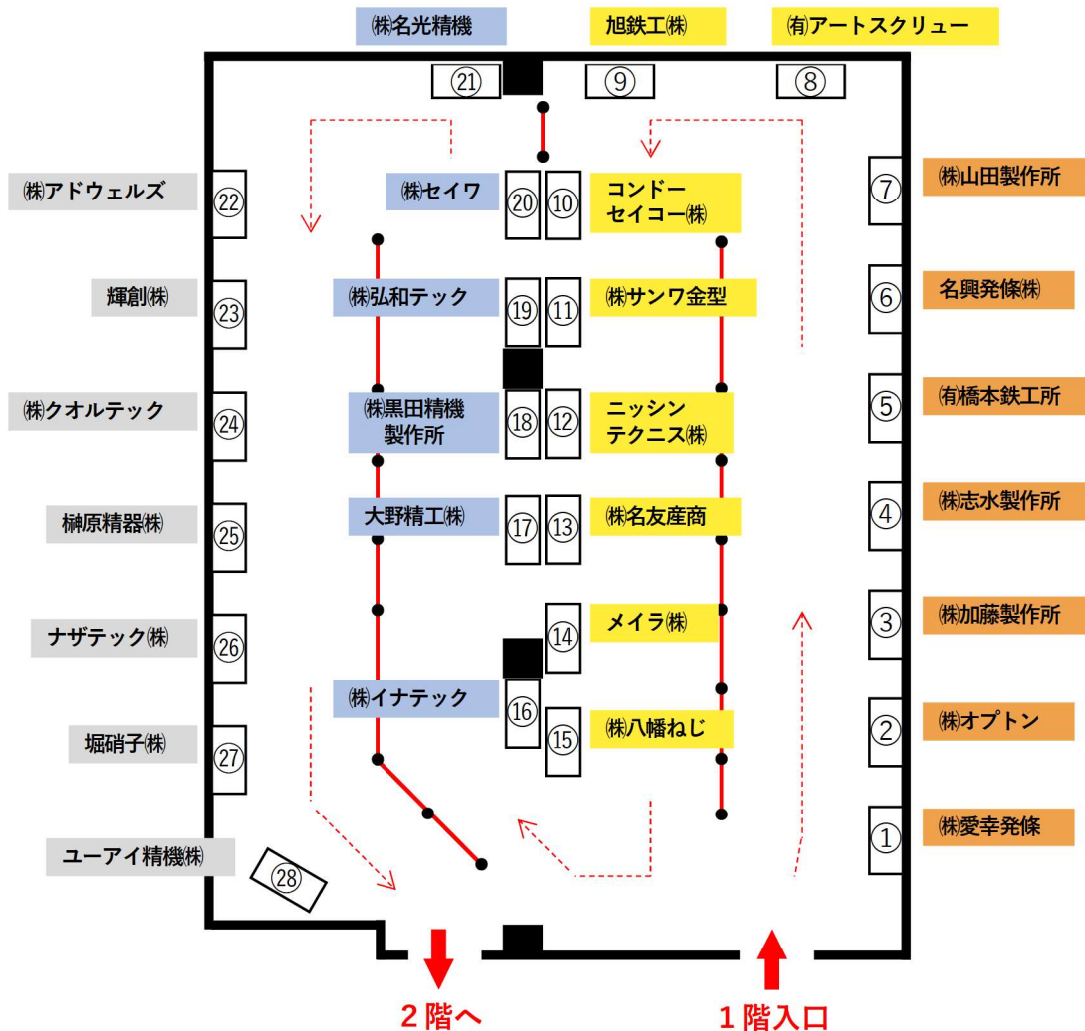 ㈱名光精機
旭鉄工㈱
㈲アートスクリュー
㉑
⑨
⑧
㈱アドウェルズ
㉒
㈱セイワ
⑳
⑩
コンドー
セイコー㈱
⑦
㈱山田製作所
輝創㈱
㉓
㈱弘和テック
⑲
⑪
㈱サンワ金型
⑥
名興発條㈱
㈱クオルテック
㉔
㈱黒田精機
製作所
⑱
⑫
ニッシン
テクニス㈱
⑤
㈲橋本鉄工所
榊原精器㈱
㉕
大野精工㈱
⑰
⑬
㈱名友産商
④
㈱志水製作所
ナザテック㈱
㉖
⑭
メイラ㈱
③
㈱加藤製作所
堀硝子㈱
㉗
㈱イナテック
⑯
⑮
㈱八幡ねじ
②
㈱オプトン
ユーアイ精機㈱
㉘
①
㈱愛幸発條
２階へ
１階入口